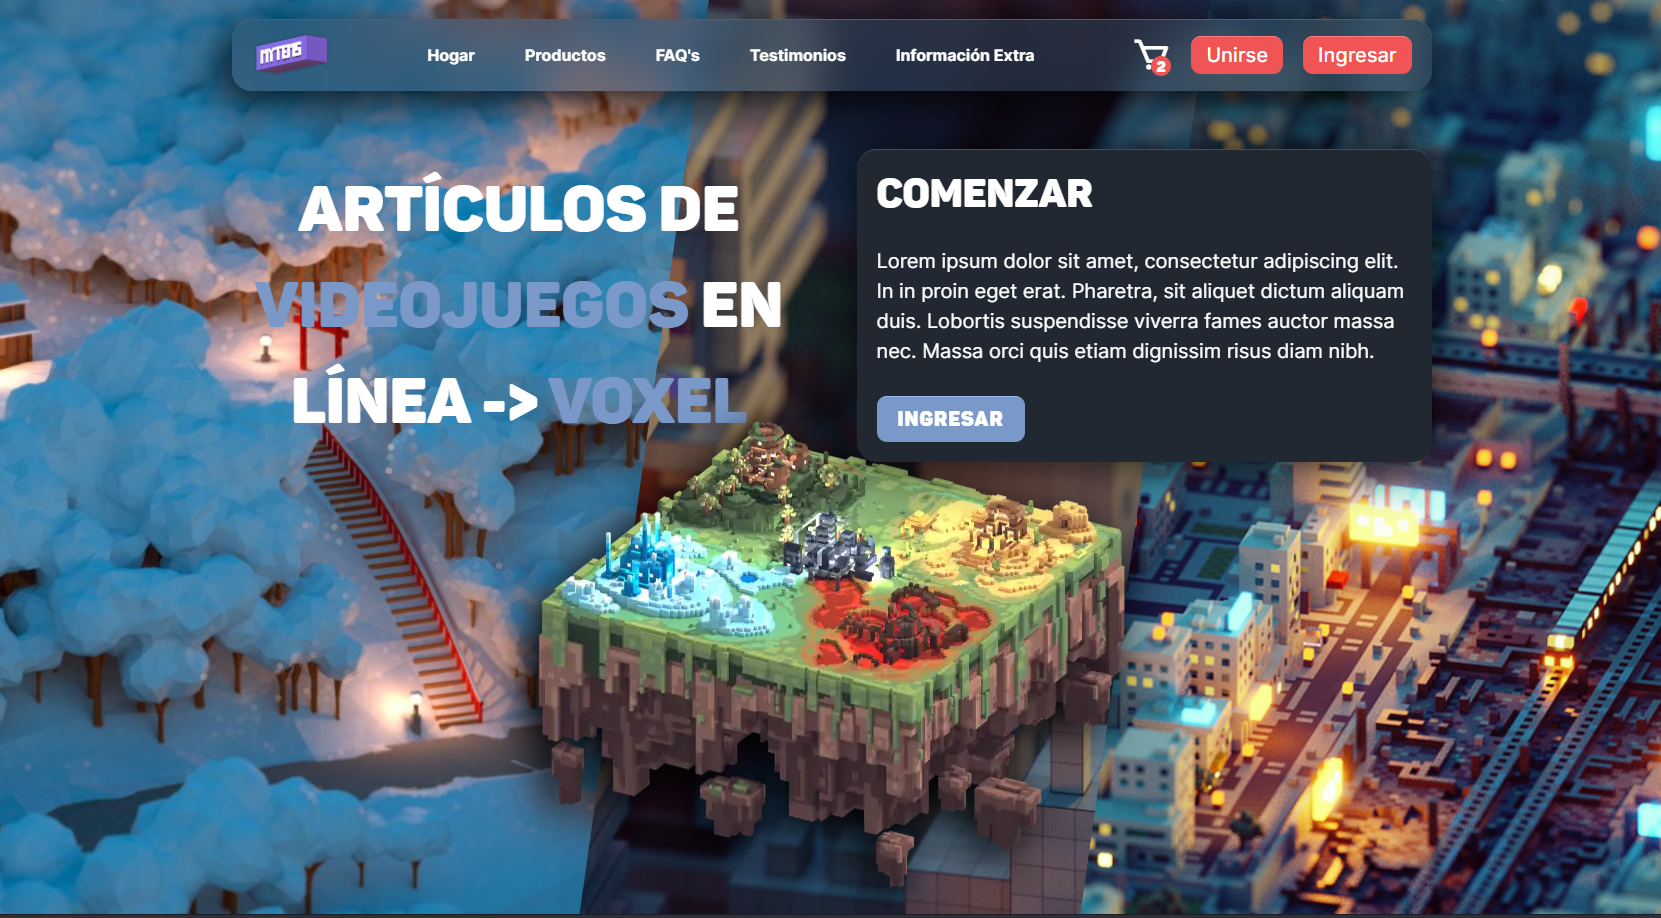 Hogar
Productos
FAQ's
Testimonios
Información Extra
2
Unirse
Ingresar
ARTÍCULOS DE
VIDEOJUEGOS EN
LÍNEA -> VOXEL
COMENZAR
Lorem ipsum dolor sit amet, consectetur adipiscing elit.
In in proin eget erat. Pharetra, sit aliquet dictum aliquam
duis. Lobortis suspendisse viverra fames auctor massa
nec. Massa orci quis etiam dignissim risus diam nibh.
INGRESAR